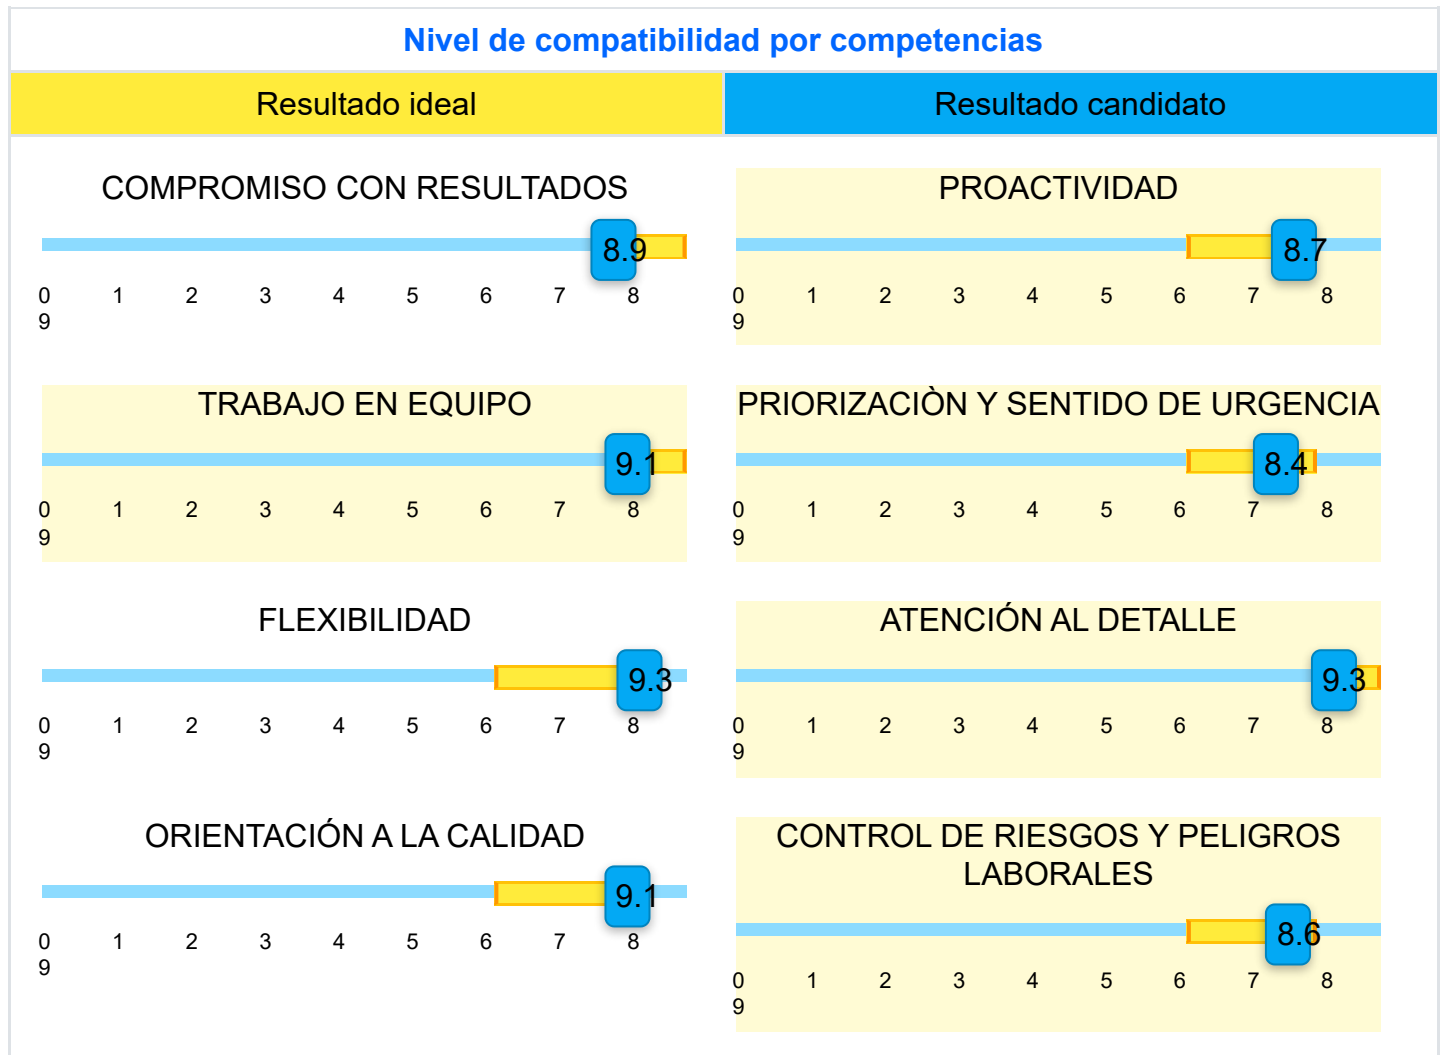 Nivel de compatibilidad por competencias
Resultado ideal
Resultado candidato
COMPROMISO CON RESULTADOS
8.9
0 1 2 3 4 5 6 7 8
9
PROACTIVIDAD
8.7
0 1 2 3 4 5 6 7 8
9
TRABAJO EN EQUIPO
9.1
0 1 2 3 4 5 6 7 8
9
PRIORIZACIÒN Y SENTIDO DE URGENCIA
8.4
0 1 2 3 4 5 6 7 8
9
FLEXIBILIDAD
9.3
0 1 2 3 4 5 6 7 8
9
ATENCIÓN AL DETALLE
9.3
0 1 2 3 4 5 6 7 8
9
ORIENTACIÓN A LA CALIDAD
9.1
0 1 2 3 4 5 6 7 8
9
CONTROL DE RIESGOS Y PELIGROS
LABORALES
8.6
0 1 2 3 4 5 6 7 8
9